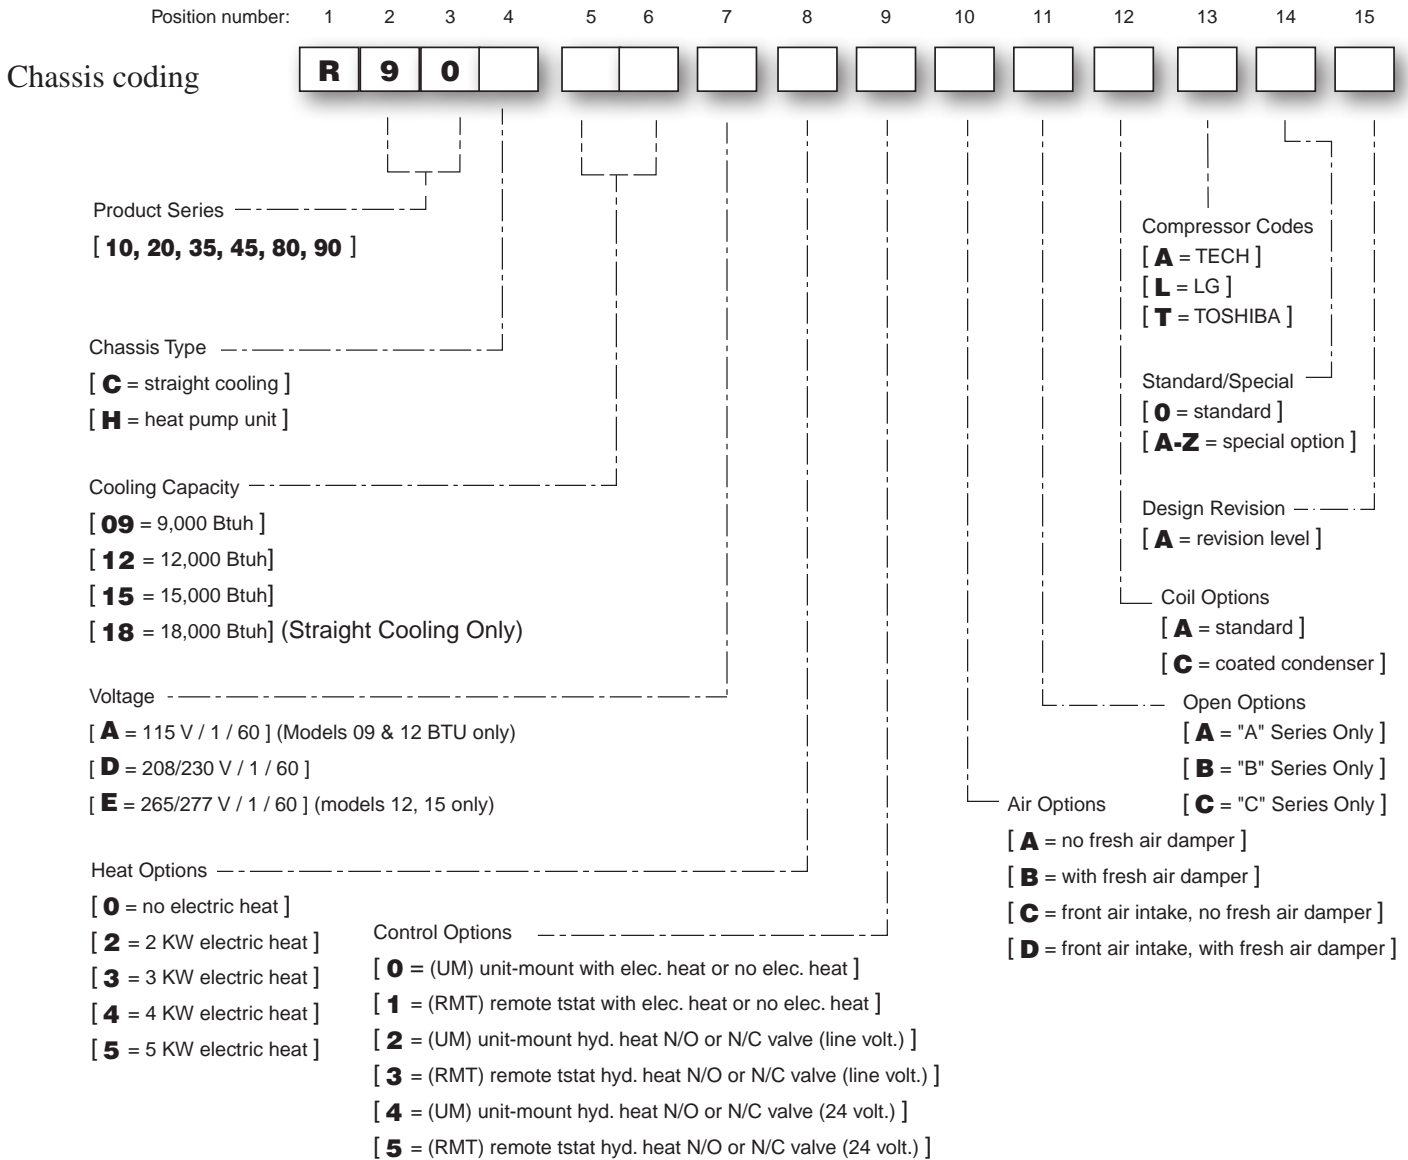 Position number: 1 2 3 4 5 6 7 8 9 10 11 12 13 14 15
Chassis coding R 9 0
Product Series
[ 10, 20, 35, 45, 80, 90 ]
Chassis Type
[ C = straight cooling ]
[ H = heat pump unit ]
Cooling Capacity
[ 09 = 9,000 Btuh ]
[ 12 = 12,000 Btuh]
[ 15 = 15,000 Btuh]
[ 18 = 18,000 Btuh] (Straight Cooling Only)
Voltage
[ A = 115 V / 1 / 60 ] (Models 09 & 12 BTU only)
[ D = 208/230 V / 1 / 60 ]
[ E = 265/277 V / 1 / 60 ] (models 12, 15 only)
Heat Options
[ 0 = no electric heat ]
[ 2 = 2 KW electric heat ]
[ 3 = 3 KW electric heat ]
[ 4 = 4 KW electric heat ]
[ 5 = 5 KW electric heat ]
Control Options
[ 0 = (UM) unit-mount with elec. heat or no elec. heat ]
[ 1 = (RMT) remote tstat with elec. heat or no elec. heat ]
[ 2 = (UM) unit-mount hyd. heat N/O or N/C valve (line volt.) ]
[ 3 = (RMT) remote tstat hyd. heat N/O or N/C valve (line volt.) ]
[ 4 = (UM) unit-mount hyd. heat N/O or N/C valve (24 volt.) ]
[ 5 = (RMT) remote tstat hyd. heat N/O or N/C valve (24 volt.) ]
Compressor Codes
[ A = TECH ]
[ L = LG ]
[ T = TOSHIBA ]
Standard/Special
[ 0 = standard ]
[ A-Z = special option ]
Design Revision
[ A = revision level ]
Coil Options
[ A = standard ]
[ C = coated condenser ]
Open Options
[ A = "A" Series Only ]
[ B = "B" Series Only ]
[ C = "C" Series Only ]
Air Options
[ A = no fresh air damper ]
[ B = with fresh air damper ]
[ C = front air intake, no fresh air damper ]
[ D = front air intake, with fresh air damper ]